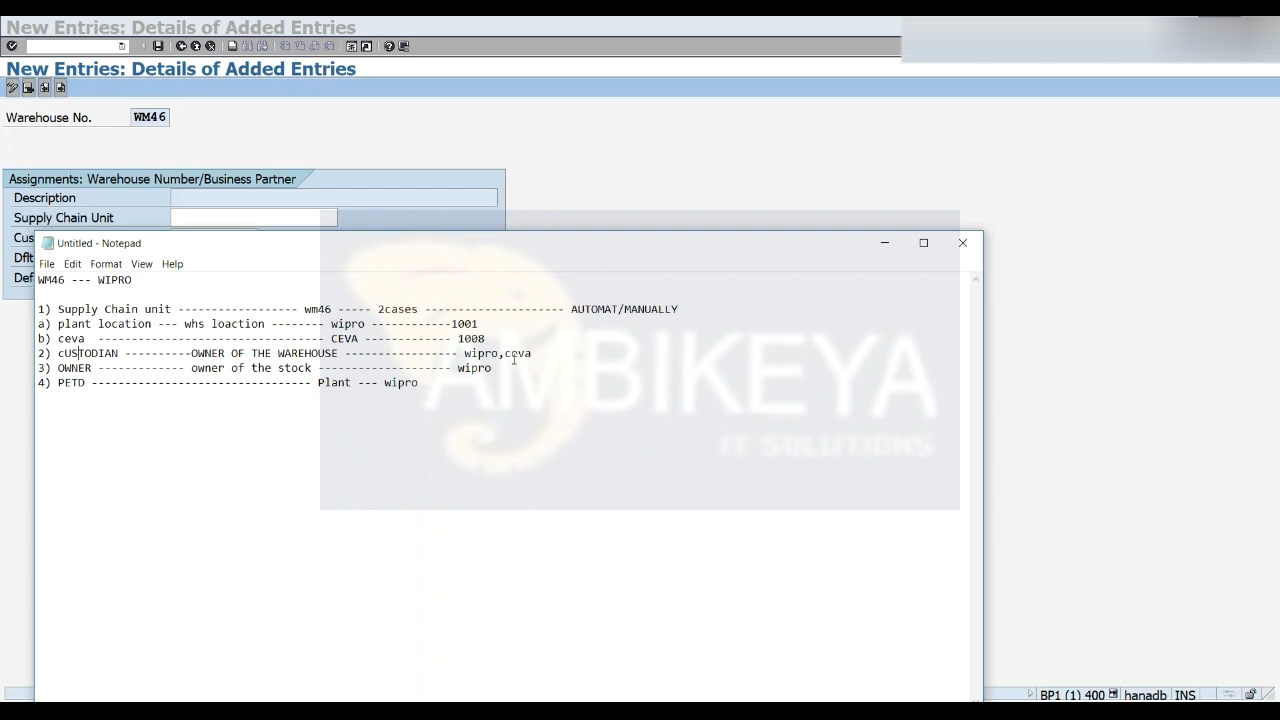 New Entries: Details of Added Entries
New Entries: Details of Added Entries
Warehouse No. WM46
Assignments: Warehouse Number/Business Partner
Description
Supply Chain Unit
Cus
Dflt
Def
Untitled - Notepad
File Edit Format View Help
WM46 --- WIPRO
1) Supply Chain unit ------------------ wm46 ----- 2cases --------------------- AUTOMAT/MANUALLY
a) plant location --- whs loaction -------- wipro ------------1001
b) ceva ---------------------------------- CEVA -------------- 1008
2) cUSTODIAN ----------OWNER OF THE WAREHOUSE ----------------- wipro,ceva
3) OWNER ------------- owner of the stock -------------------- wipro
4) PETD --------------------------------- Plant --- wipro
AMBIKEYA
IT SOLUTIONS
BP1 (1) 400 hanadb INS